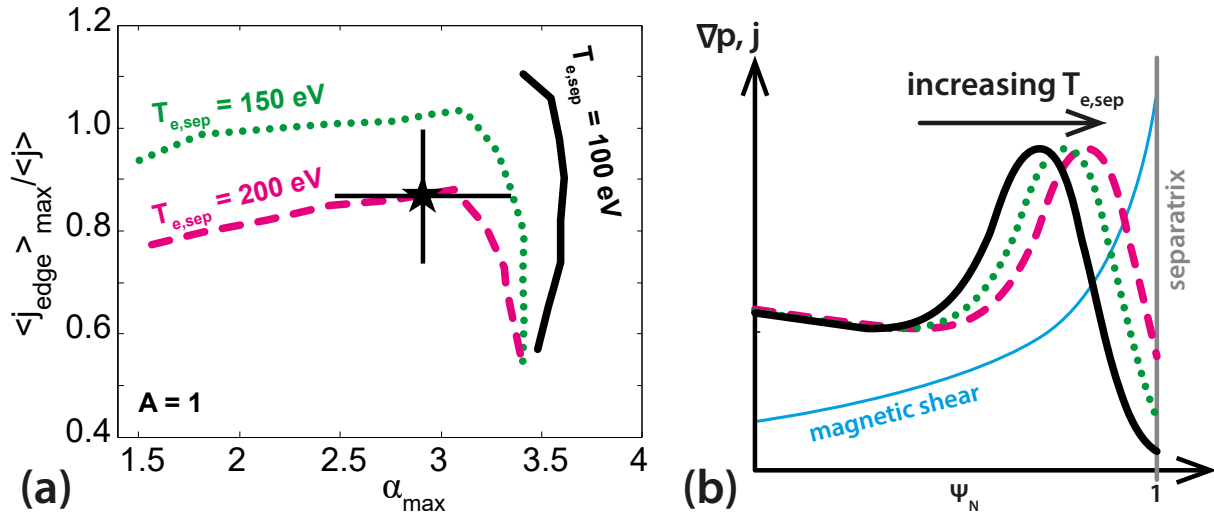 1.2
1.0
0.8
0.6
0.4
<j_edge>_max/<j>
T_e,sep = 150 eV
T_e,sep = 200 eV
T_e,sep = 100 eV
A = 1
1.5 2 2.5 3 3.5 4
α_max
(a)
∇p, j
increasing T_e,sep
magnetic shear
separatrix
Ψ_N
1
(b)